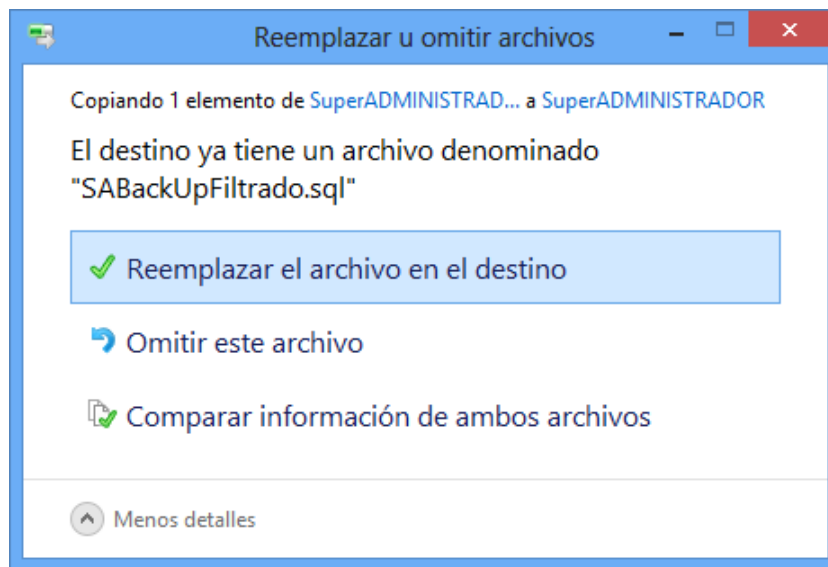 Reemplazar u omitir archivos
Copiando 1 elemento de SuperADMINISTRAD... a SuperADMINISTRADOR
El destino ya tiene un archivo denominado
"SABackUpFiltrado.sql"
Reemplazar el archivo en el destino
Omitir este archivo
Comparar información de ambos archivos
Menos detalles